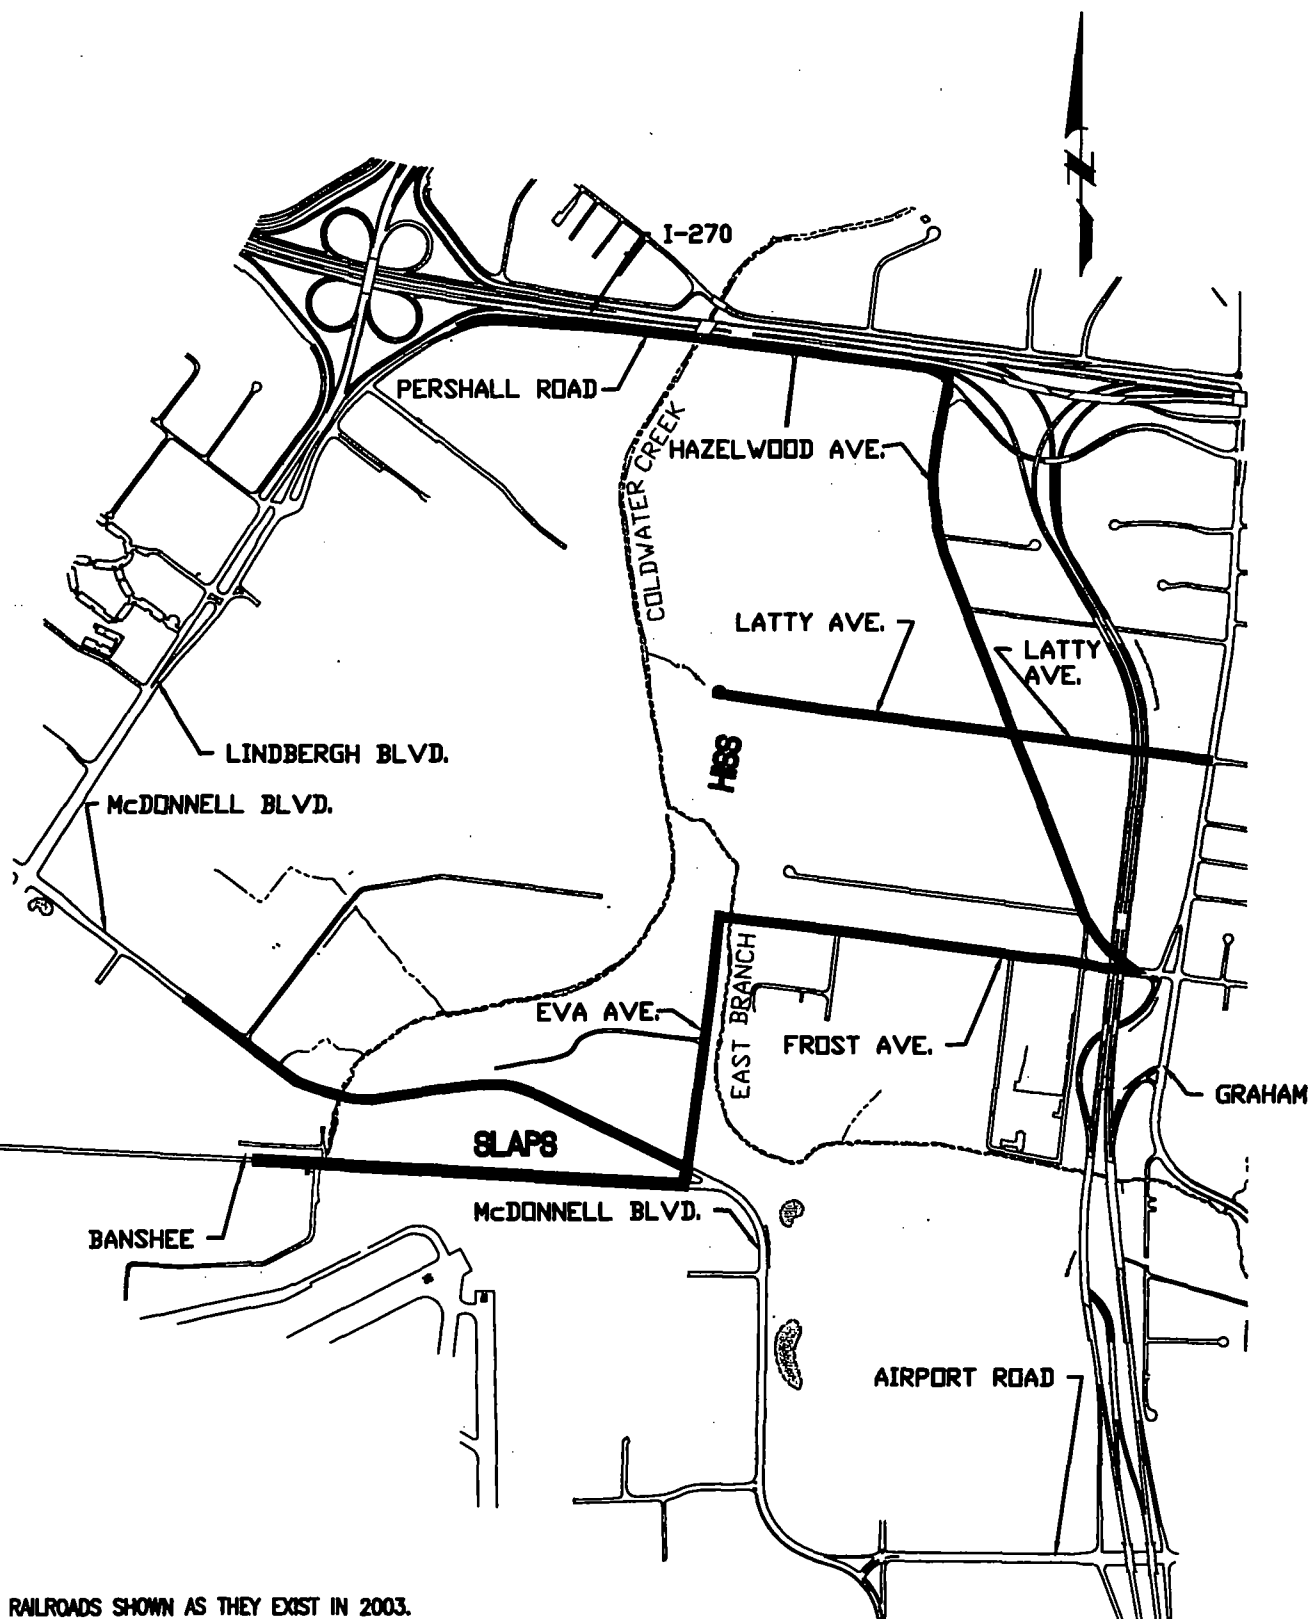 N
I-270
PERSHALL ROAD
COLDWATER CREEK
HAZELWOOD AVE.
LATTY AVE.
LATTY
AVE.
LINDBERGH BLVD.
HISS
McDONNELL BLVD.
EAST BRANCH
EVA AVE.
FROST AVE.
GRAHAM
SLAPS
McDONNELL BLVD.
BANSHEE
AIRPORT ROAD
RAILROADS SHOWN AS THEY EXIST IN 2003.